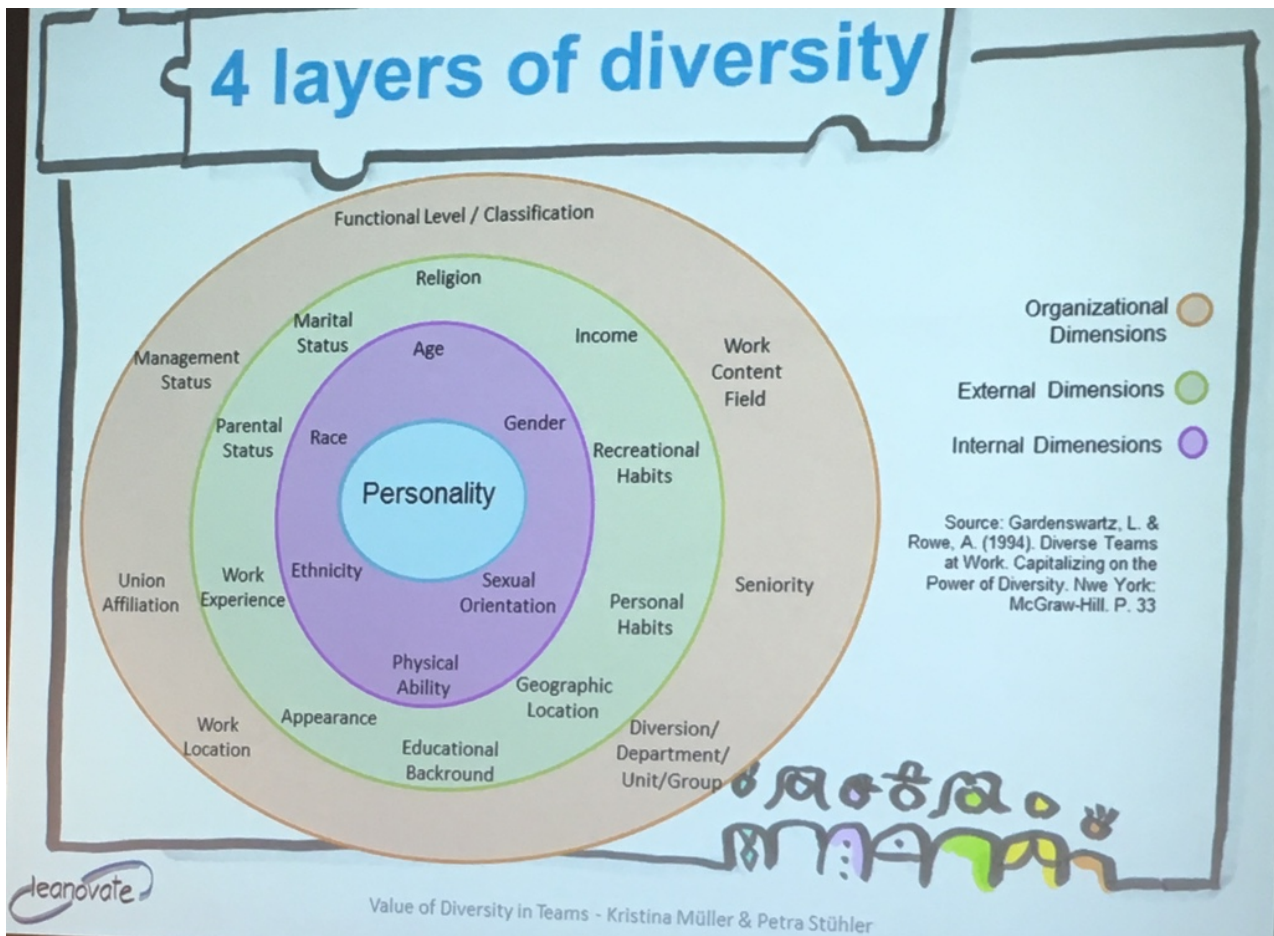 4 layers of diversity
Functional Level / Classification
Religion
Marital
Status
Income
Age
Management
Status
Work
Content
Field
Parental
Status
Race
Gender
Recreational
Habits
Personality
Ethnicity
Sexual
Orientation
Union
Affiliation
Work
Experience
Personal
Habits
Seniority
Physical
Ability
Geographic
Location
Work
Location
Appearance
Educational
Backround
Diversion/
Department/
Unit/Group
Organizational
Dimensions
External Dimensions
Internal Dimenesions
Source: Gardenswartz, L. &
Rowe, A. (1994). Diverse Teams
at Work. Capitalizing on the
Power of Diversity. Nwe York:
McGraw-Hill. P. 33
leanovate
Value of Diversity in Teams - Kristina Müller & Petra Stühler